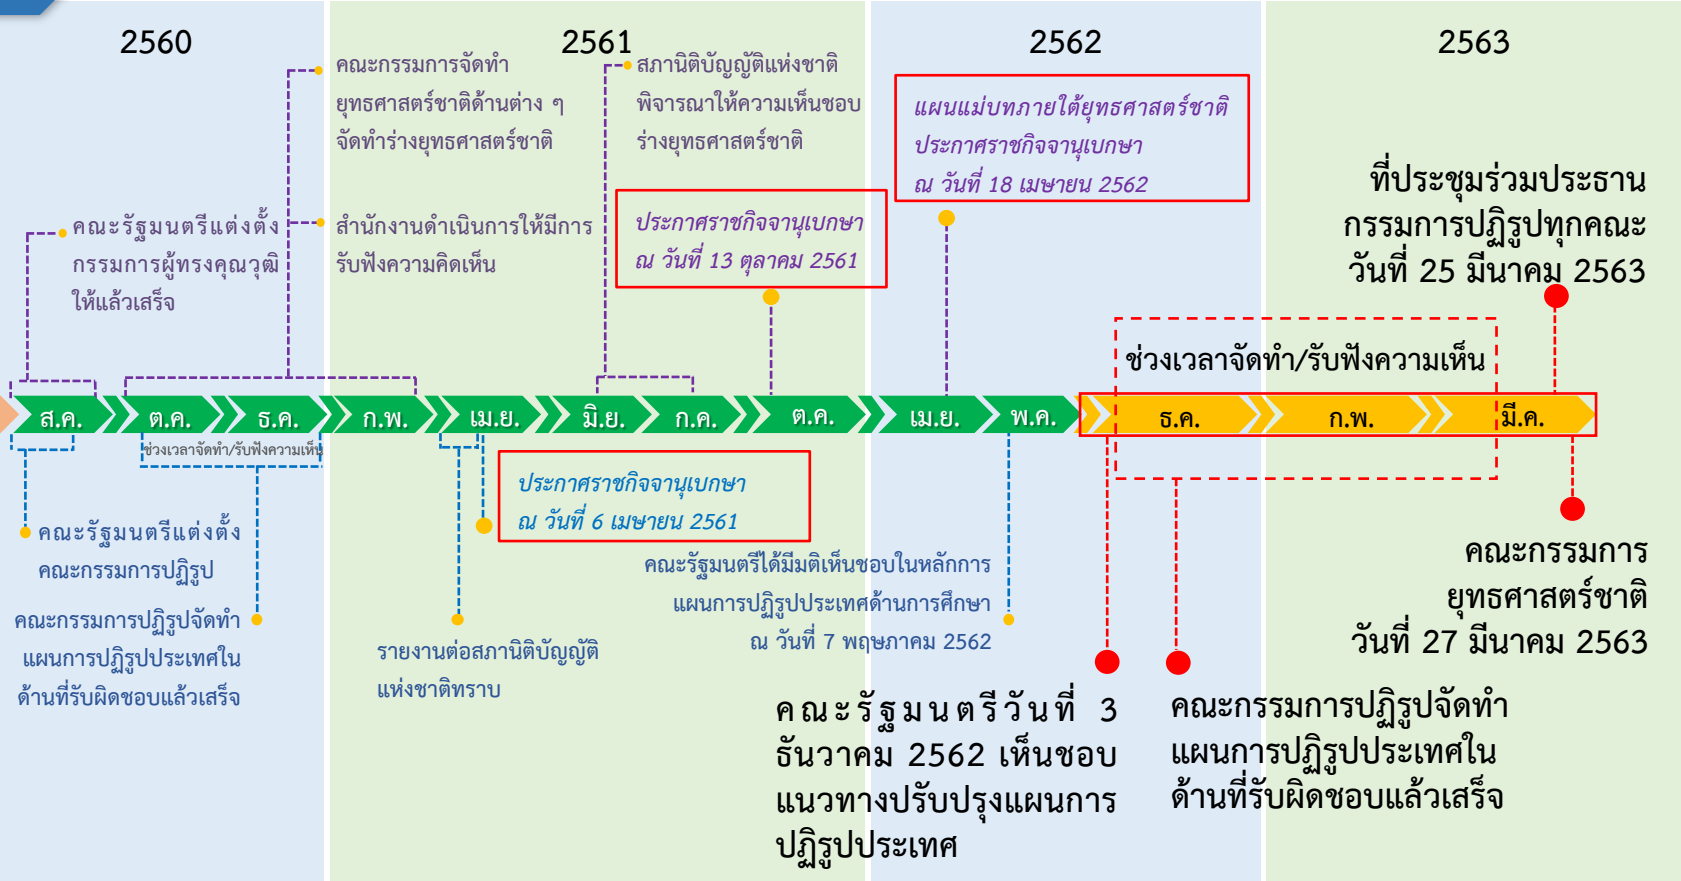 2560
2561
2562
2563
คณะกรรมการจัดทำ
ยุทธศาสตร์ชาติด้านต่าง ๆ
จัดทำร่างยุทธศาสตร์ชาติ
สภานิติบัญญัติแห่งชาติ
พิจารณาให้ความเห็นชอบ
ร่างยุทธศาสตร์ชาติ
แผนแม่บทภายใต้ยุทธศาสตร์ชาติ
ประกาศราชกิจจานุเบกษา
ณ วันที่ 18 เมษายน 2562
ที่ประชุมร่วมประธาน
กรรมการปฏิรูปทุกคณะ
วันที่ 25 มีนาคม 2563
คณะรัฐมนตรีแต่งตั้ง
กรรมการผู้ทรงคุณวุฒิ
ให้แล้วเสร็จ
สำนักงานดำเนินการให้มีการ
รับฟังความคิดเห็น
ประกาศราชกิจจานุเบกษา
ณ วันที่ 13 ตุลาคม 2561
ช่วงเวลาจัดทำ/รับฟังความเห็น
ส.ค.
ต.ค.
ธ.ค.
ก.พ.
เม.ย.
มิ.ย.
ก.ค.
ต.ค.
เม.ย.
พ.ค.
ธ.ค.
ก.พ.
มี.ค.
ช่วงเวลาจัดทำ/รับฟังความเห็น
ประกาศราชกิจจานุเบกษา
ณ วันที่ 6 เมษายน 2561
คณะรัฐมนตรีแต่งตั้ง
คณะกรรมการปฏิรูป
คณะกรรมการปฏิรูปจัดทำ
แผนการปฏิรูปประเทศใน
ด้านที่รับผิดชอบแล้วเสร็จ
รายงานต่อสภานิติบัญญัติ
แห่งชาติทราบ
คณะรัฐมนตรีได้มีมติเห็นชอบในหลักการ
แผนการปฏิรูปประเทศด้านการศึกษา
ณ วันที่ 7 พฤษภาคม 2562
คณะกรรมการ
ยุทธศาสตร์ชาติ
วันที่ 27 มีนาคม 2563
คณะรัฐมนตรีวันที่ 3
ธันวาคม 2562 เห็นชอบ
แนวทางปรับปรุงแผนการ
ปฏิรูปประเทศ
คณะกรรมการปฏิรูปจัดทำ
แผนการปฏิรูปประเทศใน
ด้านที่รับผิดชอบแล้วเสร็จ